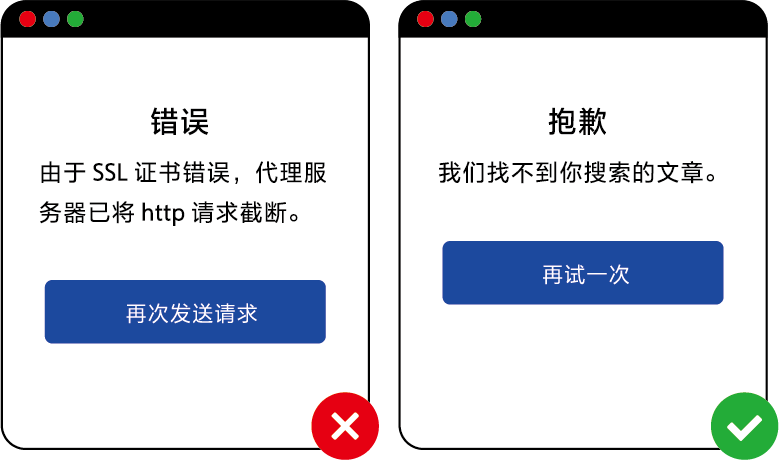 错误
由于 SSL 证书错误，代理服
务器已将 http 请求截断。
再次发送请求
抱歉
我们找不到你搜索的文章。
再试一次